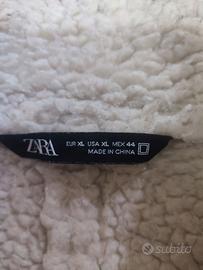 ZARA
EUR XL USA XL MEX 44
MADE IN CHINA
subito